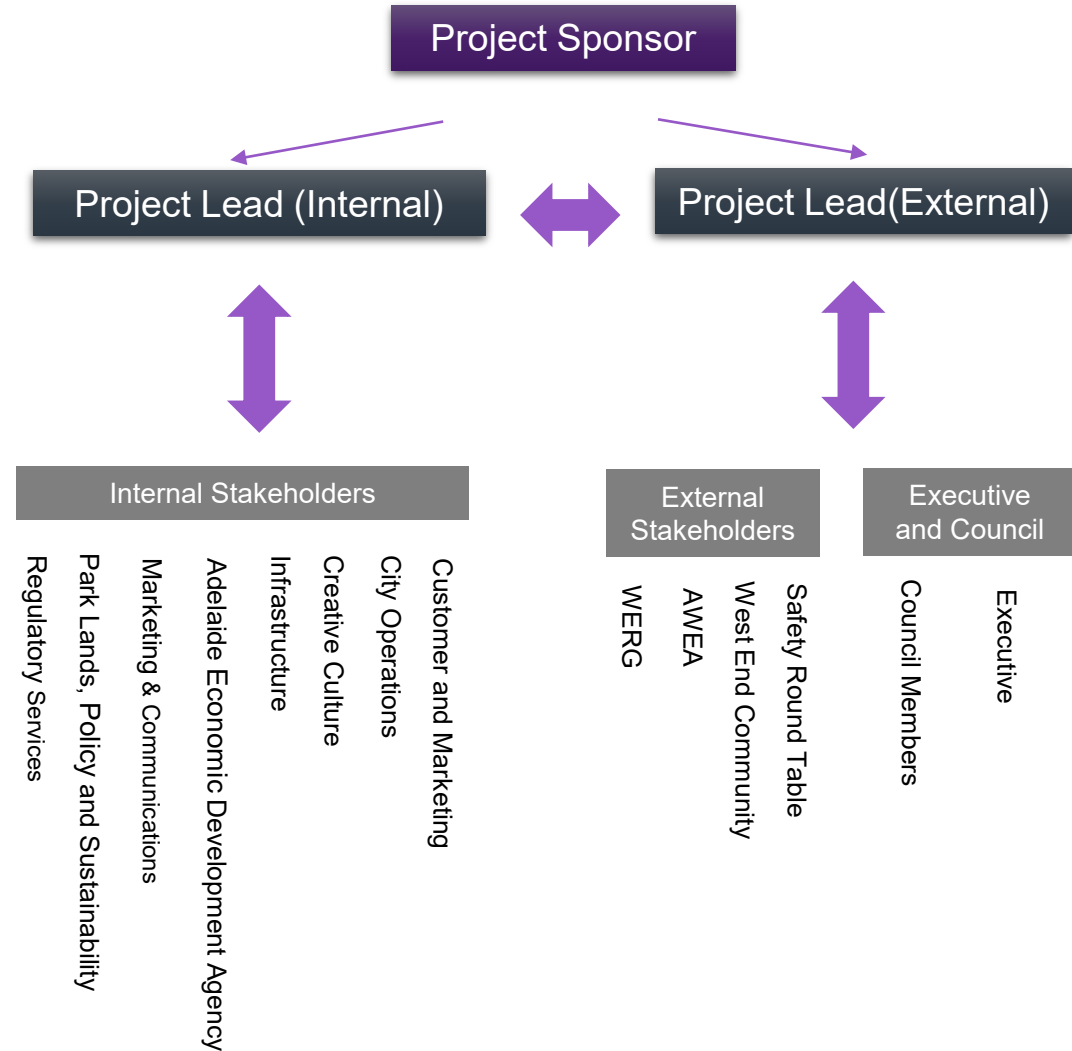 Project Sponsor
Project Lead (Internal)
Project Lead(External)
Internal Stakeholders
External
Stakeholders
Executive
and Council
Regulatory Services
Park Lands, Policy and Sustainability
Marketing & Communications
Adelaide Economic Development Agency
Infrastructure
Creative Culture
City Operations
Customer and Marketing
WERG
AWEA
West End Community
Safety Round Table
Council Members
Executive